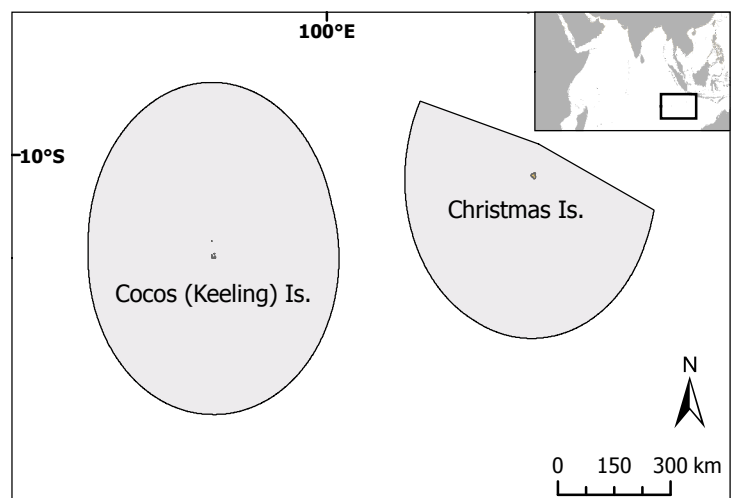 100°E
10°S
Christmas Is.
Cocos (Keeling) Is.
N
0 150 300 km